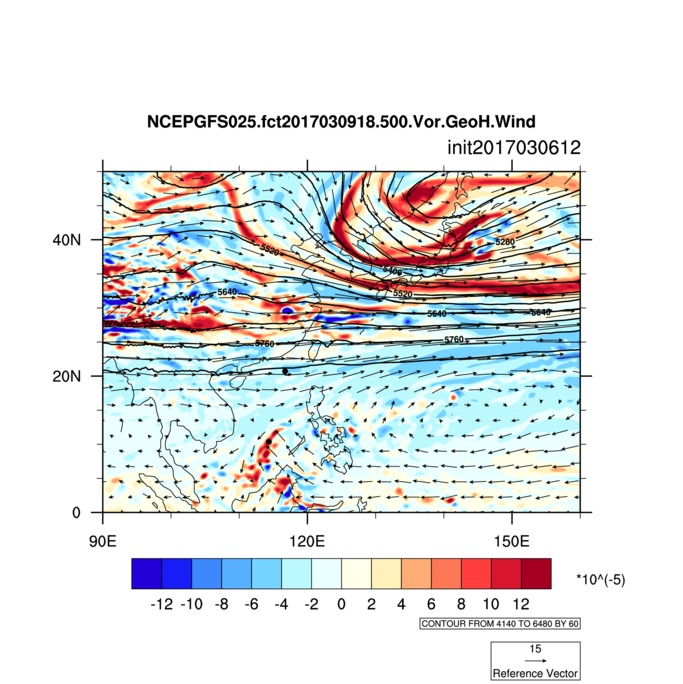 NCEPGFS025.fct2017030918.500.Vor.GeoH.Wind
init2017030612
40N
20N
0
90E 120E 150E
5280
5520
5400
5520
5640
5640
5640
5760
5760
-12 -10 -8 -6 -4 -2 0 2 4 6 8 10 12
*10^(-5)
CONTOUR FROM 4140 TO 6480 BY 60
15
Reference Vector